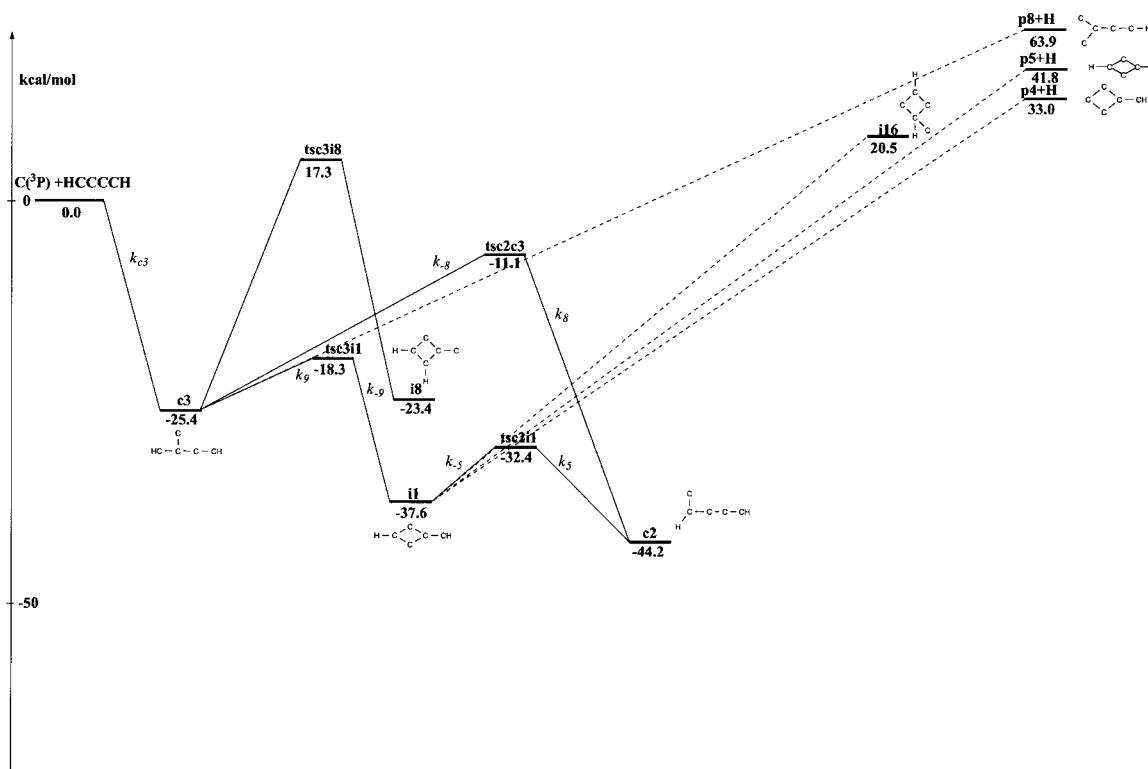 p8+H
63.9
C
C — C — C — H
C
p5+H
41.8
H — C C C C —
p4+H
33.0
C C C C — CH
kcal/mol
H
C
C C
C
H C
i16
20.5
tsc3i8
17.3
C(³P) +HCCCCH
0
0.0
k_c3
tsc2c3
-11.1
k_-8
k_8
tsc3i1
-18.3
k_9
k_-9
C
H — C C — C
C
H
i8
-23.4
c3
-25.4
C
HC — C — C — CH
tsc2i1
-32.4
k_-5
k_5
i1
-37.6
C
H — C C — CH
C
c2
-44.2
C
C — C — C — CH
H
-50